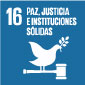 16 PAZ, JUSTICIA
E INSTITUCIONES
SÓLIDAS